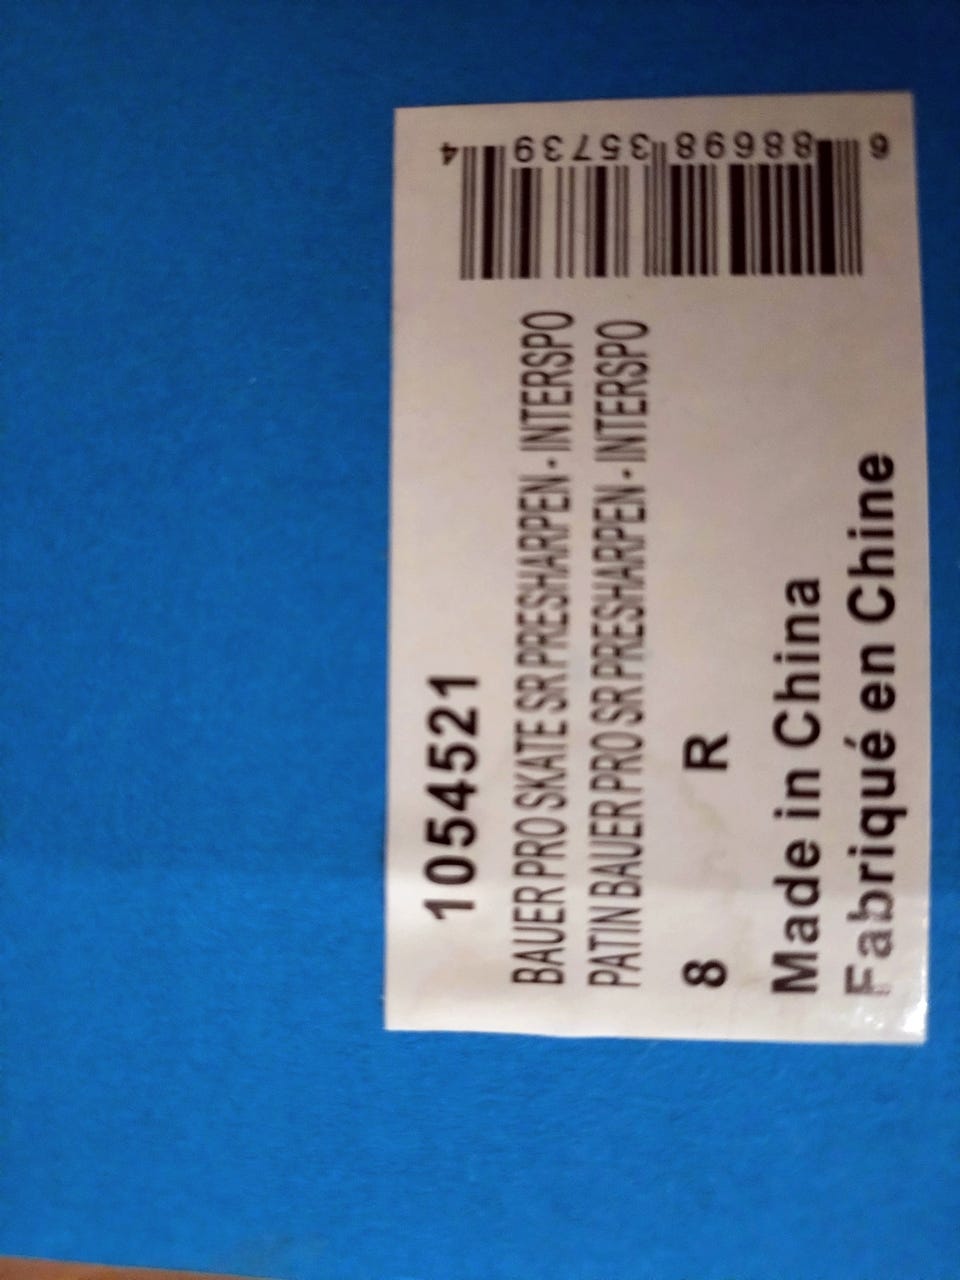 1054521
BAUER PRO SKATE SR PRESHARPEN - INTERSPO
PATIN BAUER PRO SR PRESHARPEN - INTERSPO
8 R
Made in China
Fabriqué en Chine
6 88698 35739 4